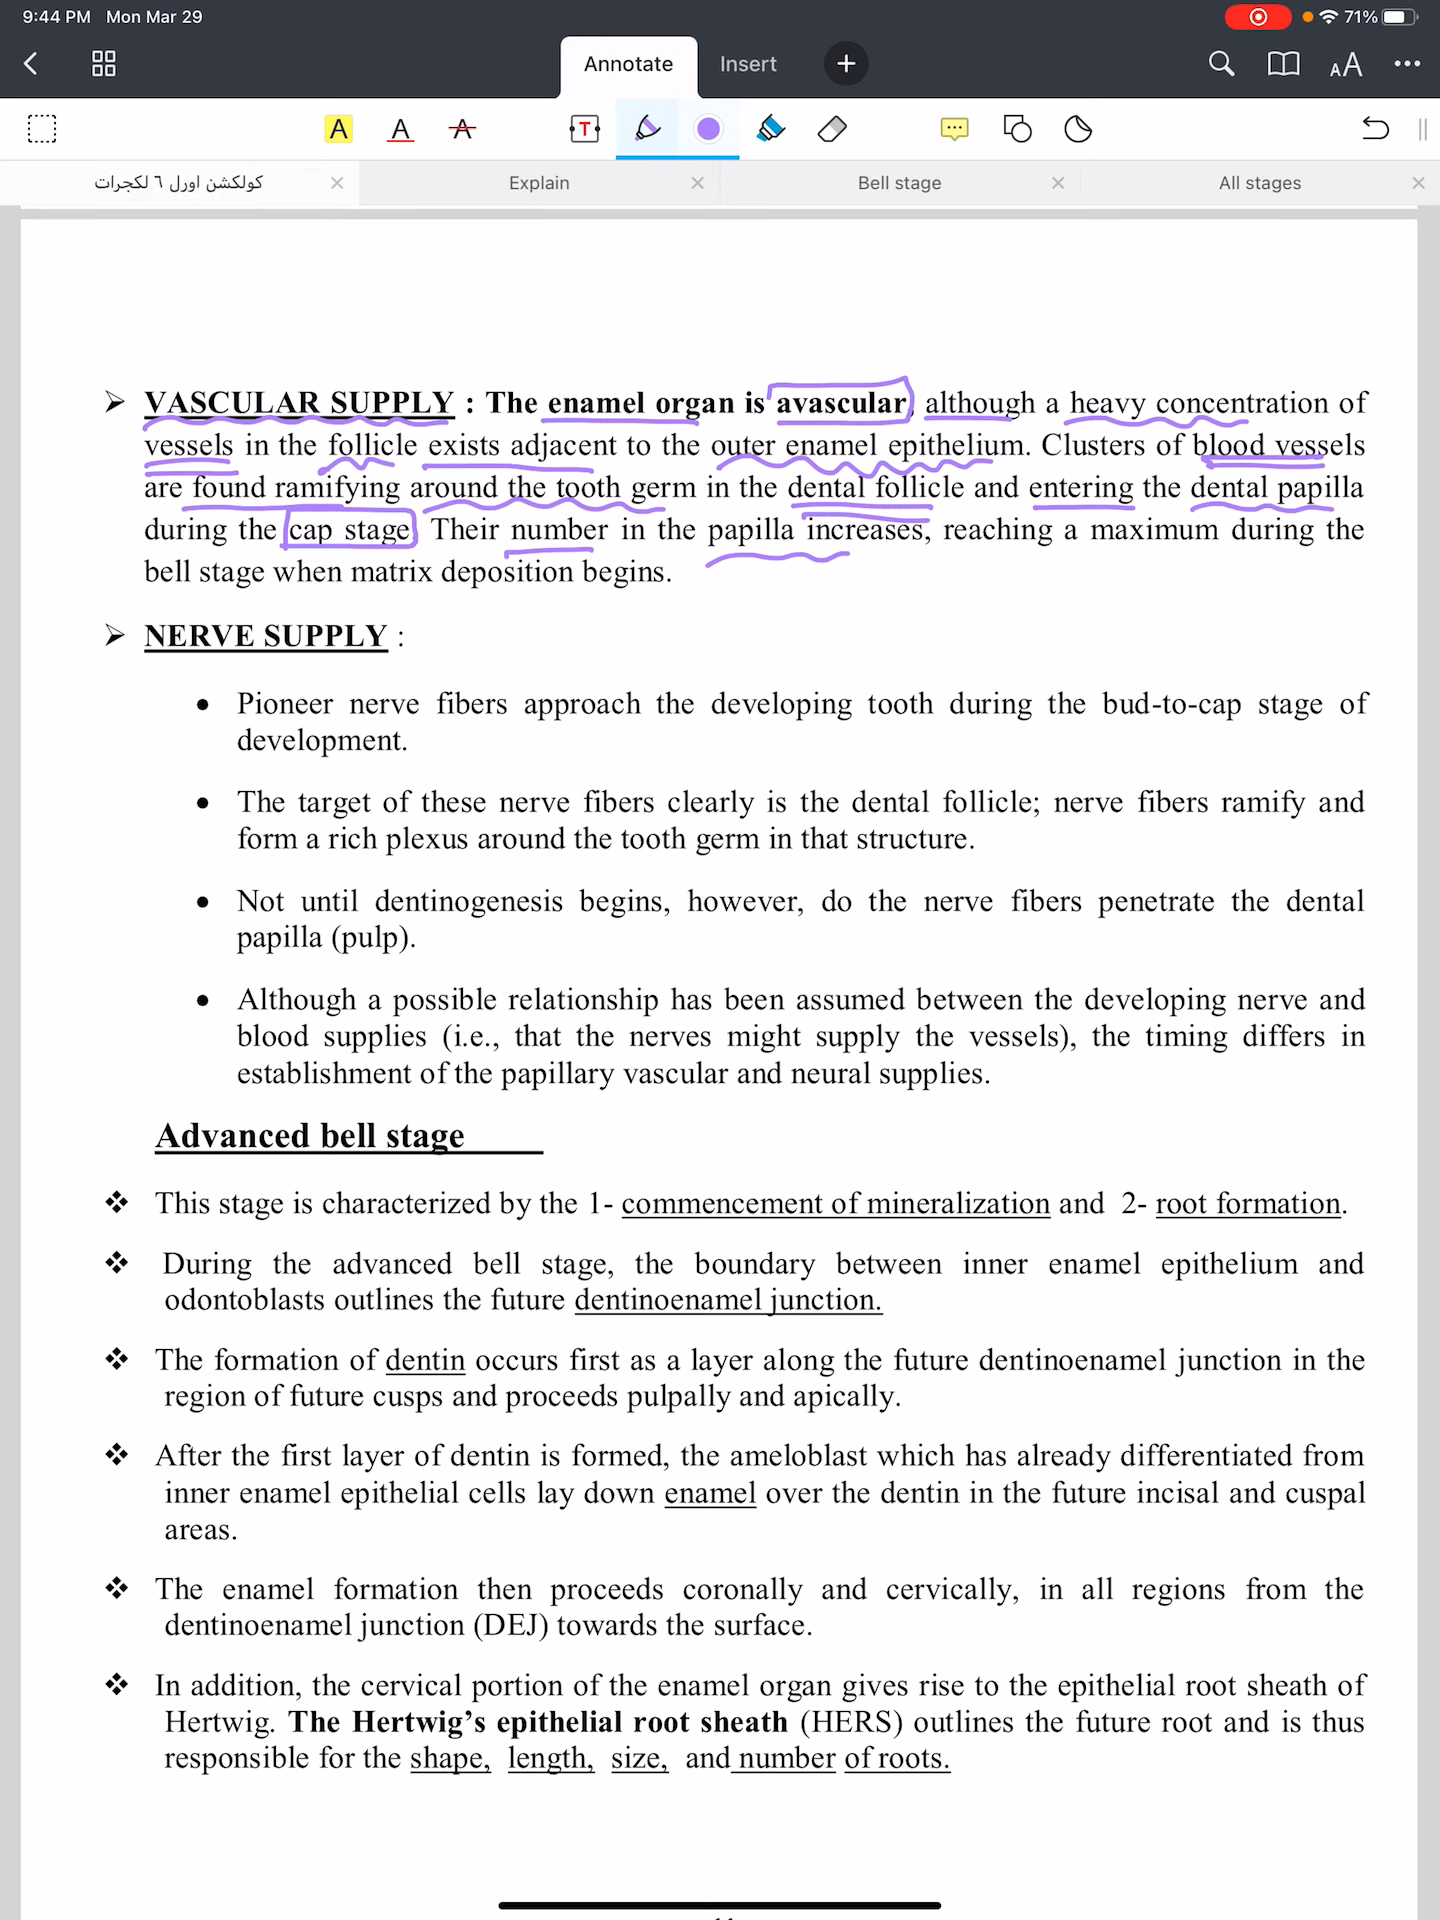 9:44 PM Mon Mar 29
71%
Annotate
Insert
AA
A A A T
كولكشن اورل ٦ لكجرات
Explain
Bell stage
All stages
➢ VASCULAR SUPPLY : The enamel organ is avascular, although a heavy concentration of
vessels in the follicle exists adjacent to the outer enamel epithelium. Clusters of blood vessels
are found ramifying around the tooth germ in the dental follicle and entering the dental papilla
during the cap stage. Their number in the papilla increases, reaching a maximum during the
bell stage when matrix deposition begins.
➢ NERVE SUPPLY :
• Pioneer nerve fibers approach the developing tooth during the bud-to-cap stage of
development.
• The target of these nerve fibers clearly is the dental follicle; nerve fibers ramify and
form a rich plexus around the tooth germ in that structure.
• Not until dentinogenesis begins, however, do the nerve fibers penetrate the dental
papilla (pulp).
• Although a possible relationship has been assumed between the developing nerve and
blood supplies (i.e., that the nerves might supply the vessels), the timing differs in
establishment of the papillary vascular and neural supplies.
Advanced bell stage
❖ This stage is characterized by the 1- commencement of mineralization and 2- root formation.
❖ During the advanced bell stage, the boundary between inner enamel epithelium and
odontoblasts outlines the future dentinoenamel junction.
❖ The formation of dentin occurs first as a layer along the future dentinoenamel junction in the
region of future cusps and proceeds pulpally and apically.
❖ After the first layer of dentin is formed, the ameloblast which has already differentiated from
inner enamel epithelial cells lay down enamel over the dentin in the future incisal and cuspal
areas.
❖ The enamel formation then proceeds coronally and cervically, in all regions from the
dentinoenamel junction (DEJ) towards the surface.
❖ In addition, the cervical portion of the enamel organ gives rise to the epithelial root sheath of
Hertwig. The Hertwig’s epithelial root sheath (HERS) outlines the future root and is thus
responsible for the shape, length, size, and number of roots.